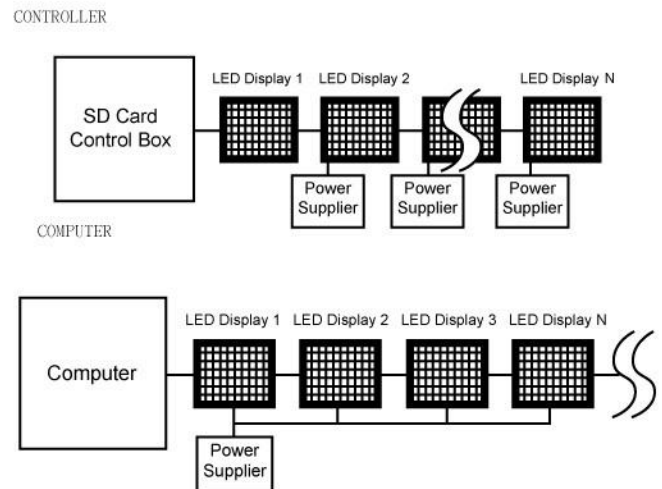 CONTROLLER
LED Display 1 LED Display 2 LED Display N
SD Card
Control Box
Power
Supplier
Power
Supplier
Power
Supplier
COMPUTER
LED Display 1 LED Display 2 LED Display 3 LED Display N
Computer
Power
Supplier